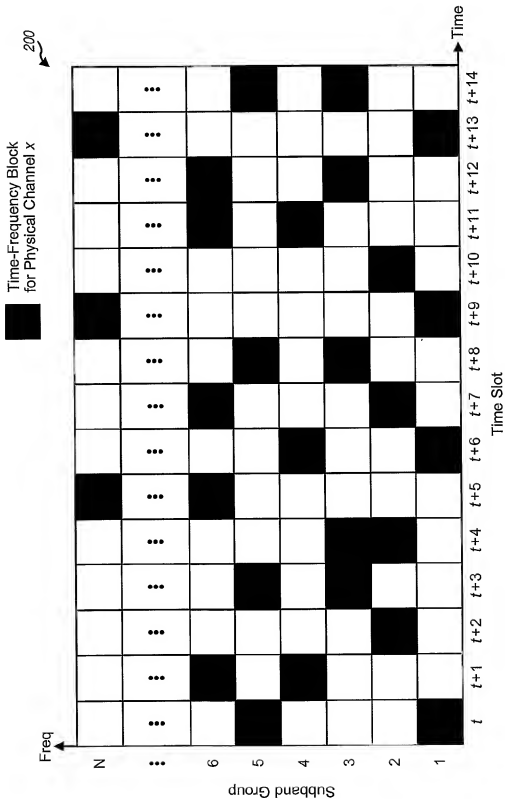 200
Time-Frequency Block
for Physical Channel x
Freq
N
•••
6
5
4
3
2
1
Subband Group
••• ••• ••• ••• ••• ••• ••• ••• ••• ••• ••• ••• ••• ••• •••
t t+1 t+2 t+3 t+4 t+5 t+6 t+7 t+8 t+9 t+10 t+11 t+12 t+13 t+14
Time
Time Slot